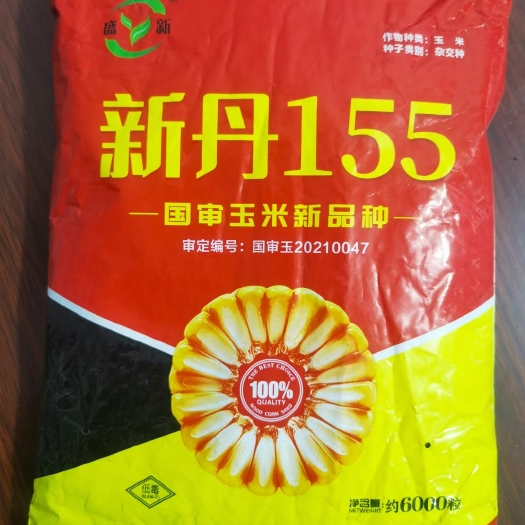 盛 新
作物种类：玉 米
种子类别：杂交种
新丹155
国审玉米新品种
审定编号：国审玉20210047
THE BEST CHOICE
100%
QUALITY
GOOD CORN SEED
低毒
净含量:
NETWEIGHT:
约6000粒